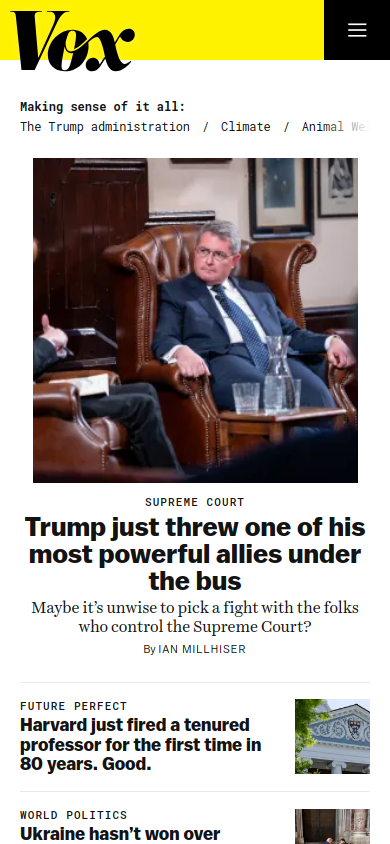 Vox
Making sense of it all:
The Trump administration / Climate / Animal We
SUPREME COURT
Trump just threw one of his
most powerful allies under
the bus
Maybe it’s unwise to pick a fight with the folks
who control the Supreme Court?
By IAN MILLHISER
FUTURE PERFECT
Harvard just fired a tenured
professor for the first time in
80 years. Good.
WORLD POLITICS
Ukraine hasn’t won over